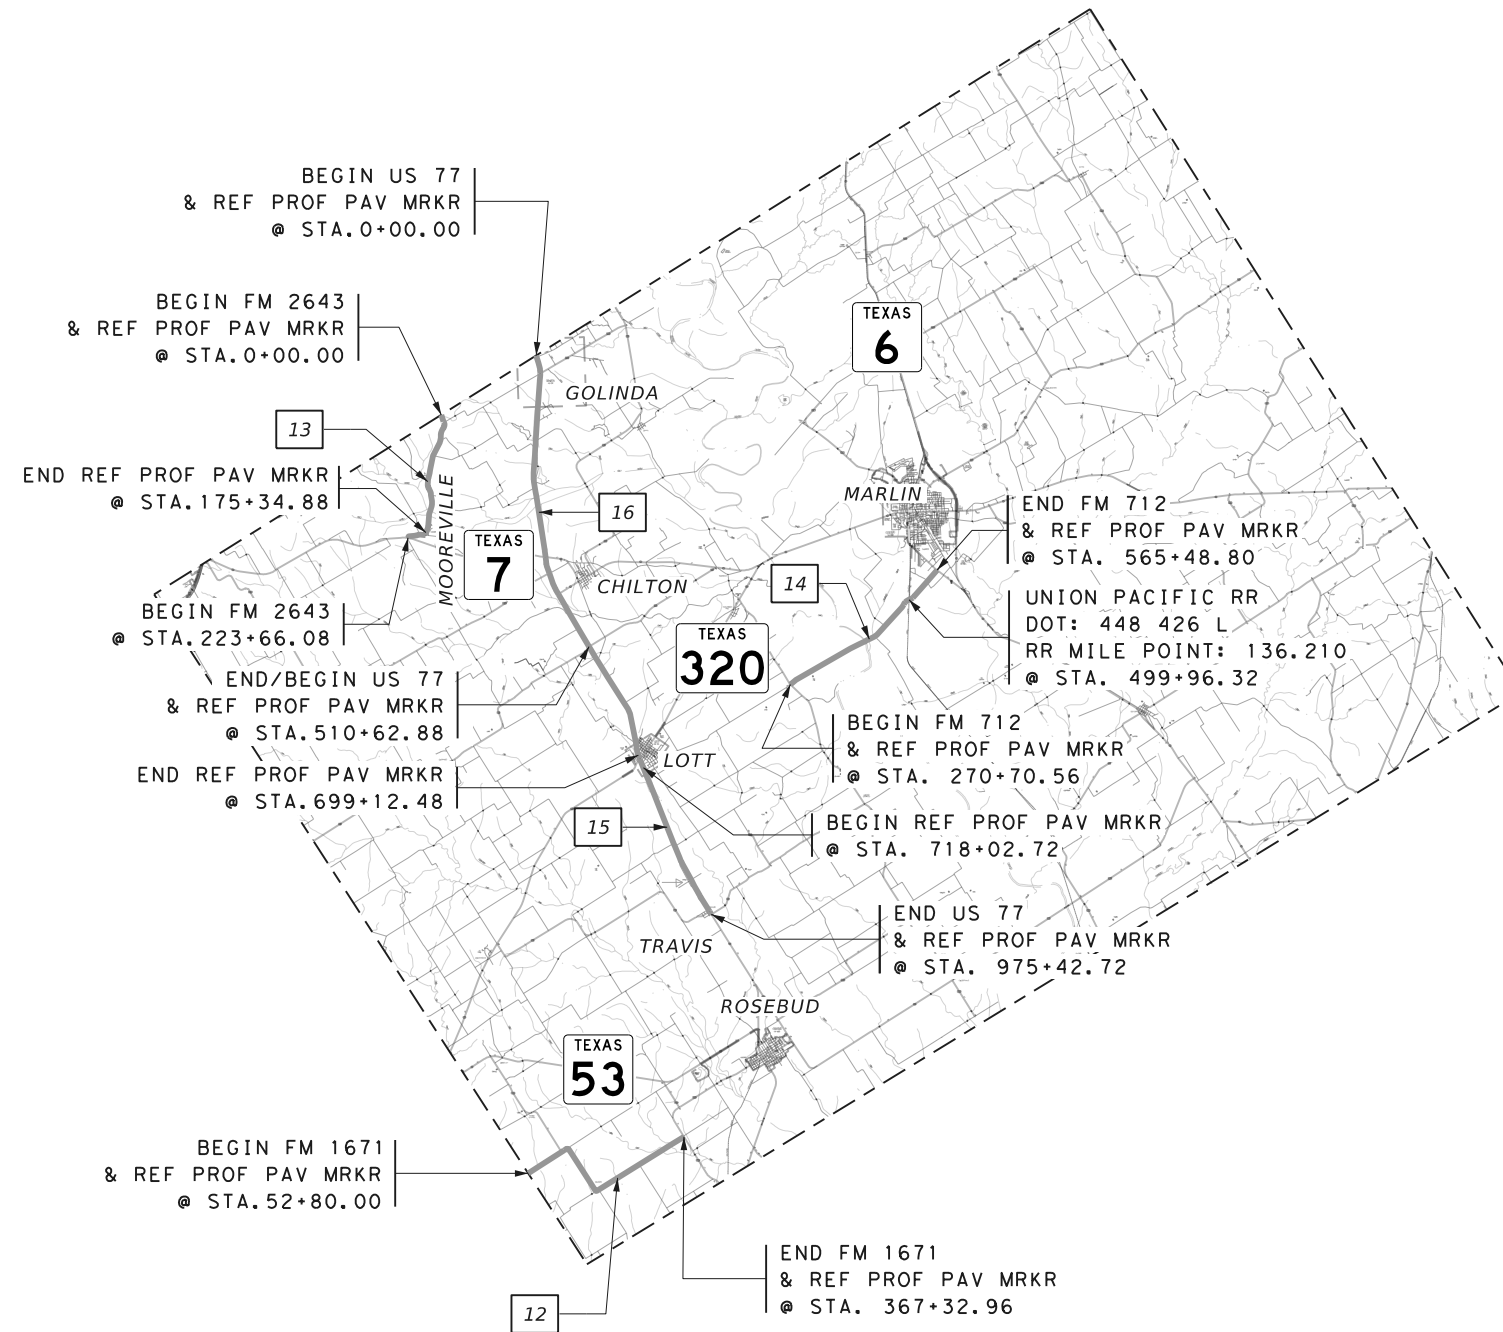 BEGIN US 77
& REF PROF PAV MRKR
@ STA.0+00.00
BEGIN FM 2643
& REF PROF PAV MRKR
@ STA.0+00.00
TEXAS
6
GOLINDA
13
END REF PROF PAV MRKR
@ STA.175+34.88
MOOREVILLE
16
MARLIN
END FM 712
& REF PROF PAV MRKR
@ STA. 565+48.80
TEXAS
7
CHILTON
14
UNION PACIFIC RR
DOT: 448 426 L
RR MILE POINT: 136.210
@ STA. 499+96.32
BEGIN FM 2643
@ STA.223+66.08
TEXAS
320
END/BEGIN US 77
& REF PROF PAV MRKR
@ STA.510+62.88
BEGIN FM 712
& REF PROF PAV MRKR
@ STA. 270+70.56
LOTT
END REF PROF PAV MRKR
@ STA.699+12.48
15
BEGIN REF PROF PAV MRKR
@ STA. 718+02.72
END US 77
& REF PROF PAV MRKR
@ STA. 975+42.72
TRAVIS
ROSEBUD
TEXAS
53
BEGIN FM 1671
& REF PROF PAV MRKR
@ STA.52+80.00
END FM 1671
& REF PROF PAV MRKR
@ STA. 367+32.96
12